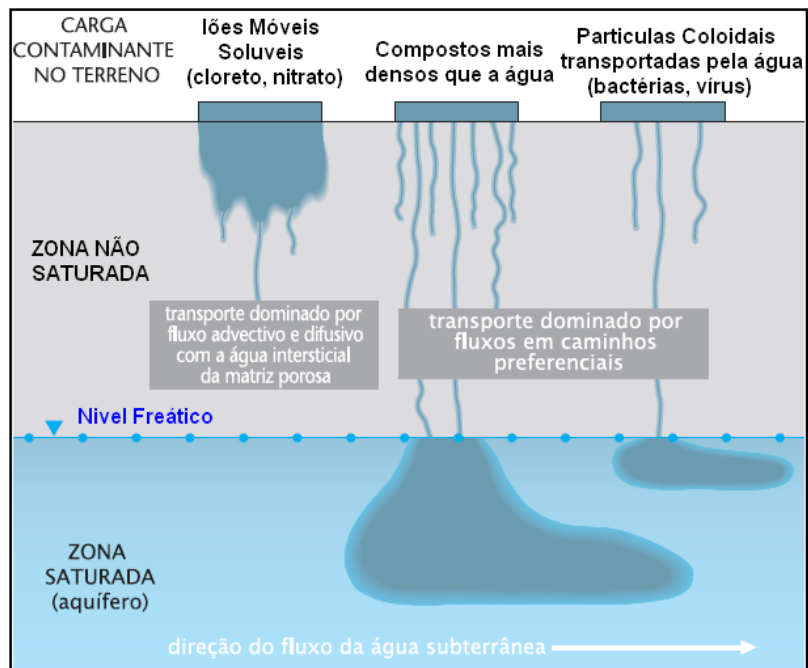 CARGA
CONTAMINANTE
NO TERRENO
Iões Móveis
Soluveis
(cloreto, nitrato)
Compostos mais
densos que a água
Particulas Coloidais
transportadas pela água
(bactérias, vírus)
ZONA NÃO
SATURADA
transporte dominado por
fluxo advectivo e difusivo
com a água intersticial
da matriz porosa
transporte dominado por
fluxos em caminhos
preferenciais
Nivel Freático
ZONA
SATURADA
(aquífero)
direção do fluxo da água subterrânea